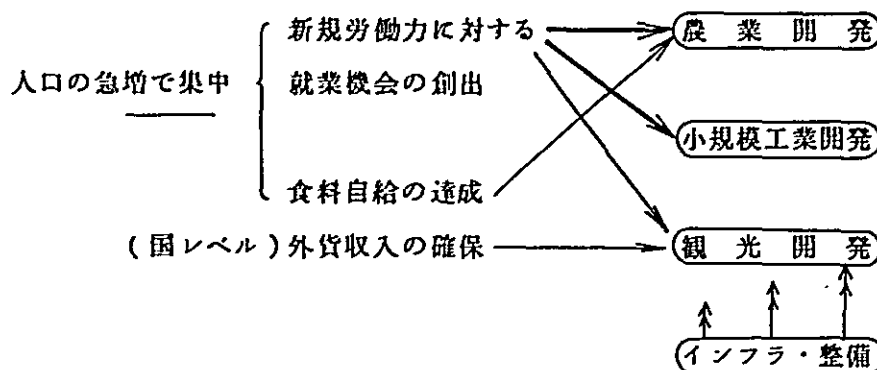 新規労働力に対する
農業開発
人口の急増で集中
就業機会の創出
小規模工業開発
食料自給の達成
(国レベル)外貨収入の確保
観光開発
インフラ・整備